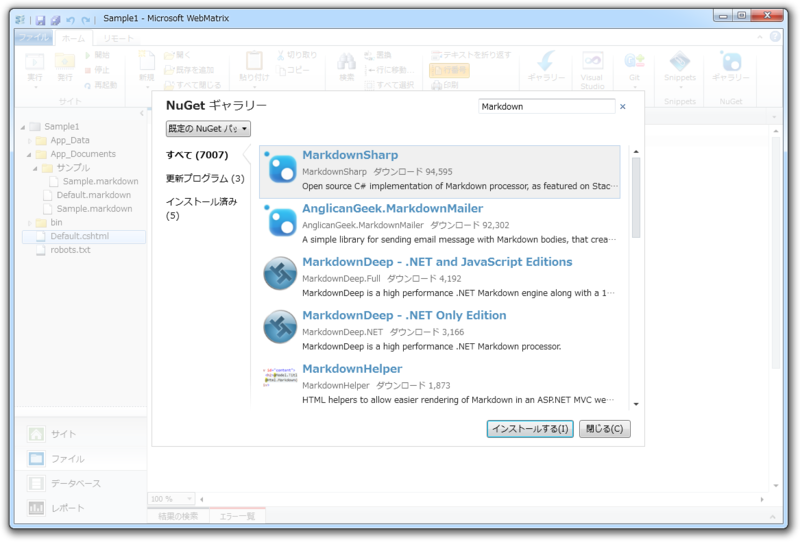 Sample1 - Microsoft WebMatrix
ファイル ホーム リモート
実行 実行 開始 停止 再起動
サイト
新規 開く 既存を追加 すべて閉じる
貼り付け 切り取り コピー
検索 置換 行に移動... すべて選択
テキストを折り返す 行番号 印刷
ギャラリー
Visual Studio
Git
Snippets
Snippets
ギャラリー
NuGet
Sample1
App_Data
App_Documents
サンプル
Sample.markdown
Default.markdown
Sample.markdown
bin
Default.cshtml
robots.txt
サイト
ファイル
データベース
レポート
NuGet ギャラリー
Markdown
既定の NuGet パッ
すべて (7007)
更新プログラム (3)
インストール済み
(5)
MarkdownSharp
MarkdownSharp ダウンロード 94,595
Open source C# implementation of Markdown processor, as featured on Stac…
AnglicanGeek.MarkdownMailer
AnglicanGeek.MarkdownMailer ダウンロード 92,302
A simple library for sending email message with Markdown bodies, that crea…
MarkdownDeep - .NET and JavaScript Editions
MarkdownDeep.Full ダウンロード 4,192
MarkdownDeep is a high performance .NET Markdown engine along with a 1…
MarkdownDeep - .NET Only Edition
MarkdownDeep.NET ダウンロード 3,166
MarkdownDeep is a high performance .NET Markdown processor.
MarkdownHelper
MarkdownHelper ダウンロード 1,873
HTML helpers to allow easier rendering of Markdown in an ASP.NET MVC we…
インストールする(I) 閉じる(C)
100 %
結果の検索 エラー一覧